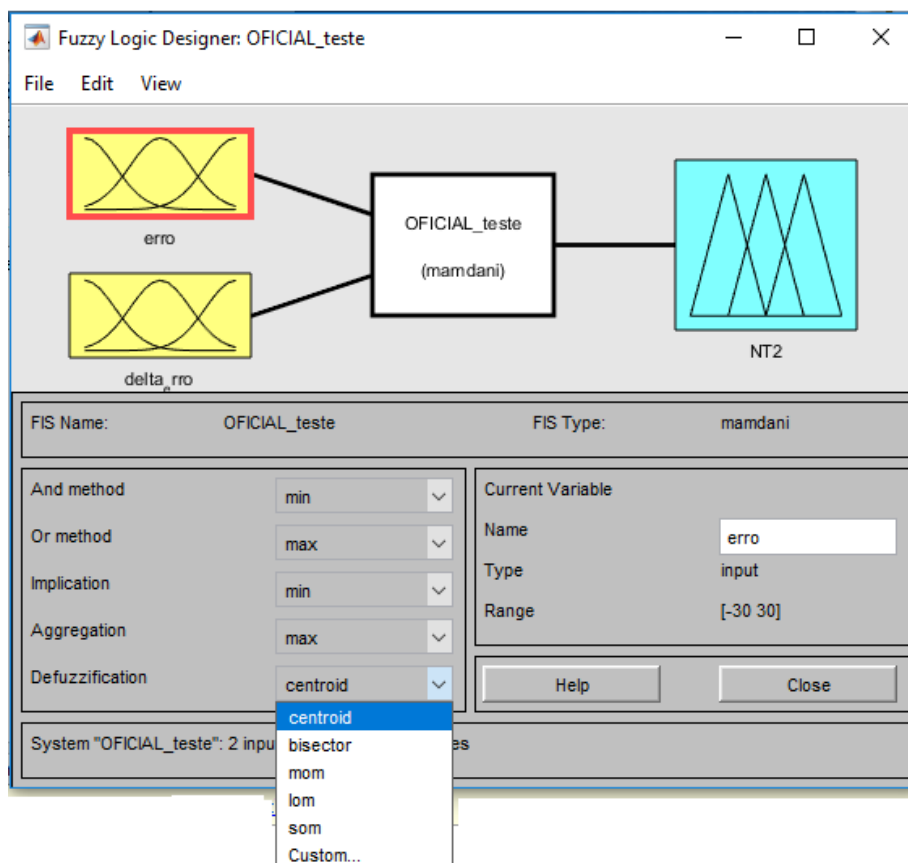 Fuzzy Logic Designer: OFICIAL_teste
File Edit View
erro
delta_erro
OFICIAL_teste
(mamdani)
NT2
FIS Name: OFICIAL_teste FIS Type: mamdani
And method min
Or method max
Implication min
Aggregation max
Defuzzification centroid
Current Variable
Name erro
Type input
Range [-30 30]
Help Close
centroid
bisector
mom
lom
som
Custom...
System "OFICIAL_teste": 2 inpu